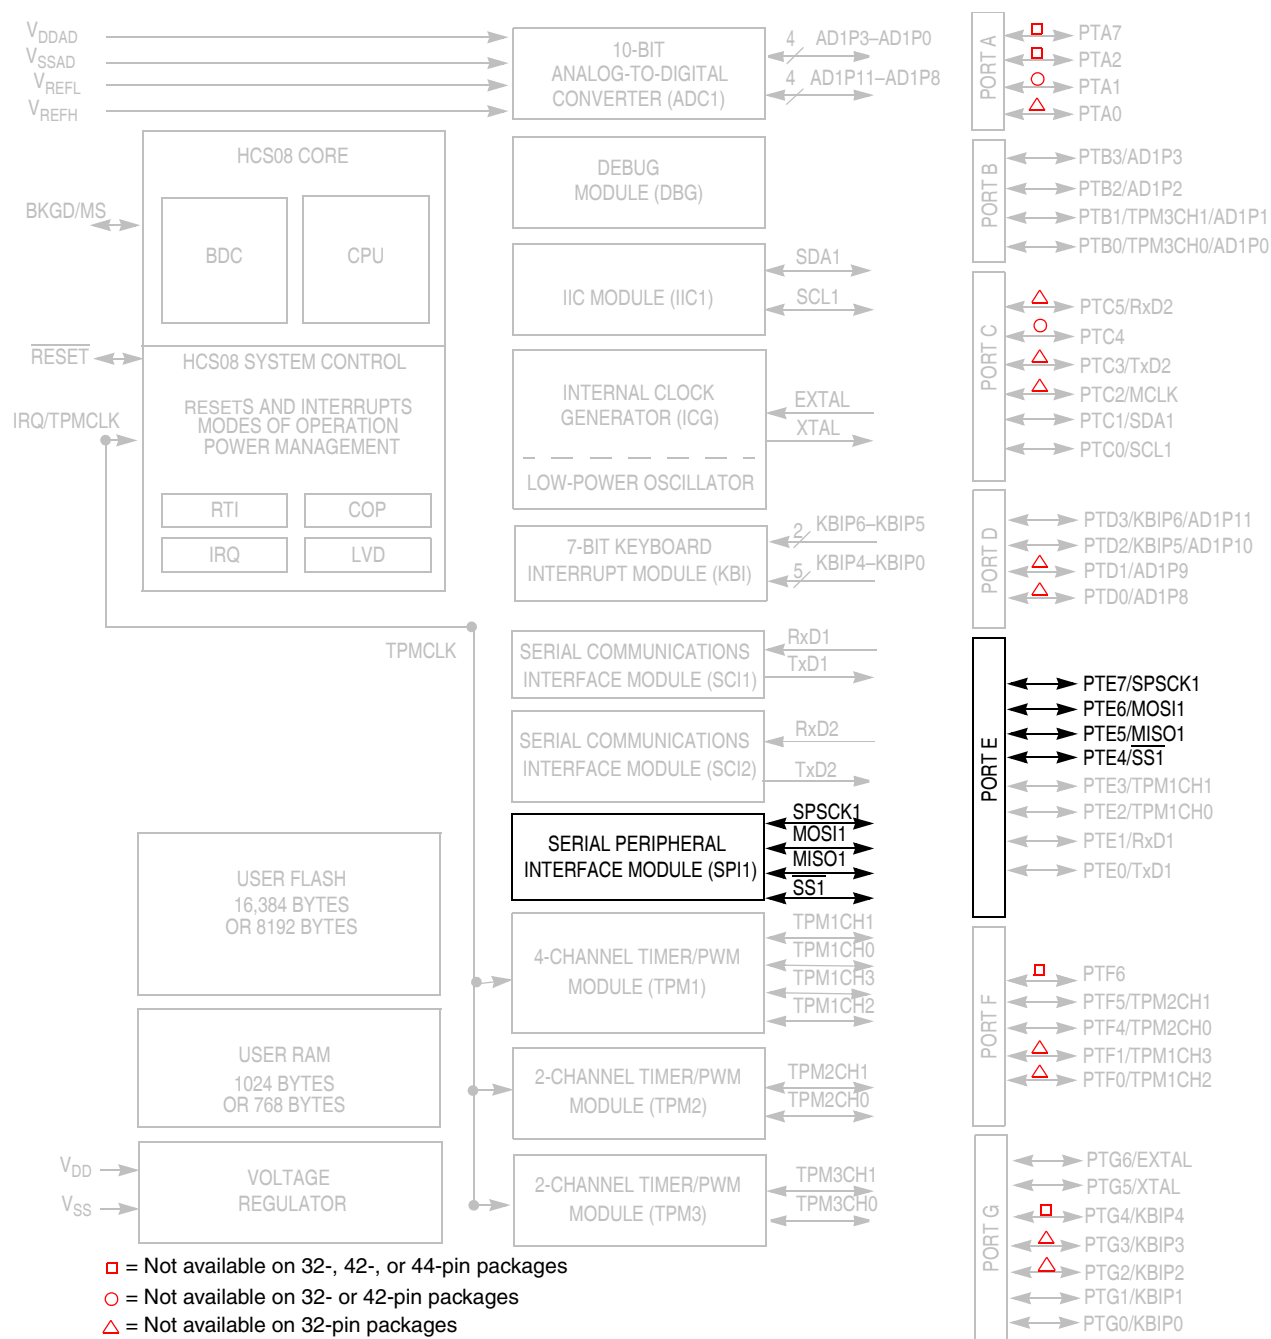 VDDAD
VSSAD
VREFL
VREFH
10-BIT
ANALOG-TO-DIGITAL
CONVERTER (ADC1)
4 AD1P3–AD1P0
4 AD1P11–AD1P8
HCS08 CORE
BDC
CPU
BKGD/MS
RESET
HCS08 SYSTEM CONTROL
RESETS AND INTERRUPTS
MODES OF OPERATION
POWER MANAGEMENT
IRQ/TPMCLK
RTI
COP
IRQ
LVD
TPMCLK
DEBUG
MODULE (DBG)
IIC MODULE (IIC1)
SDA1
SCL1
INTERNAL CLOCK
GENERATOR (ICG)
LOW-POWER OSCILLATOR
EXTAL
XTAL
7-BIT KEYBOARD
INTERRUPT MODULE (KBI)
2 KBIP6–KBIP5
5 KBIP4–KBIP0
SERIAL COMMUNICATIONS
INTERFACE MODULE (SCI1)
RxD1
TxD1
SERIAL COMMUNICATIONS
INTERFACE MODULE (SCI2)
RxD2
TxD2
SERIAL PERIPHERAL
INTERFACE MODULE (SPI1)
SPSCK1
MOSI1
MISO1
SS1
USER FLASH
16,384 BYTES
OR 8192 BYTES
4-CHANNEL TIMER/PWM
MODULE (TPM1)
TPM1CH1
TPM1CH0
TPM1CH3
TPM1CH2
USER RAM
1024 BYTES
OR 768 BYTES
2-CHANNEL TIMER/PWM
MODULE (TPM2)
TPM2CH1
TPM2CH0
VDD
VSS
VOLTAGE
REGULATOR
2-CHANNEL TIMER/PWM
MODULE (TPM3)
TPM3CH1
TPM3CH0
PORT A
PTA7
PTA2
PTA1
PTA0
PORT B
PTB3/AD1P3
PTB2/AD1P2
PTB1/TPM3CH1/AD1P1
PTB0/TPM3CH0/AD1P0
PORT C
PTC5/RxD2
PTC4
PTC3/TxD2
PTC2/MCLK
PTC1/SDA1
PTC0/SCL1
PORT D
PTD3/KBIP6/AD1P11
PTD2/KBIP5/AD1P10
PTD1/AD1P9
PTD0/AD1P8
PORT E
PTE7/SPSCK1
PTE6/MOSI1
PTE5/MISO1
PTE4/SS1
PTE3/TPM1CH1
PTE2/TPM1CH0
PTE1/RxD1
PTE0/TxD1
PORT F
PTF6
PTF5/TPM2CH1
PTF4/TPM2CH0
PTF1/TPM1CH3
PTF0/TPM1CH2
PORT G
PTG6/EXTAL
PTG5/XTAL
PTG4/KBIP4
PTG3/KBIP3
PTG2/KBIP2
PTG1/KBIP1
PTG0/KBIP0
= Not available on 32-, 42-, or 44-pin packages
= Not available on 32- or 42-pin packages
= Not available on 32-pin packages